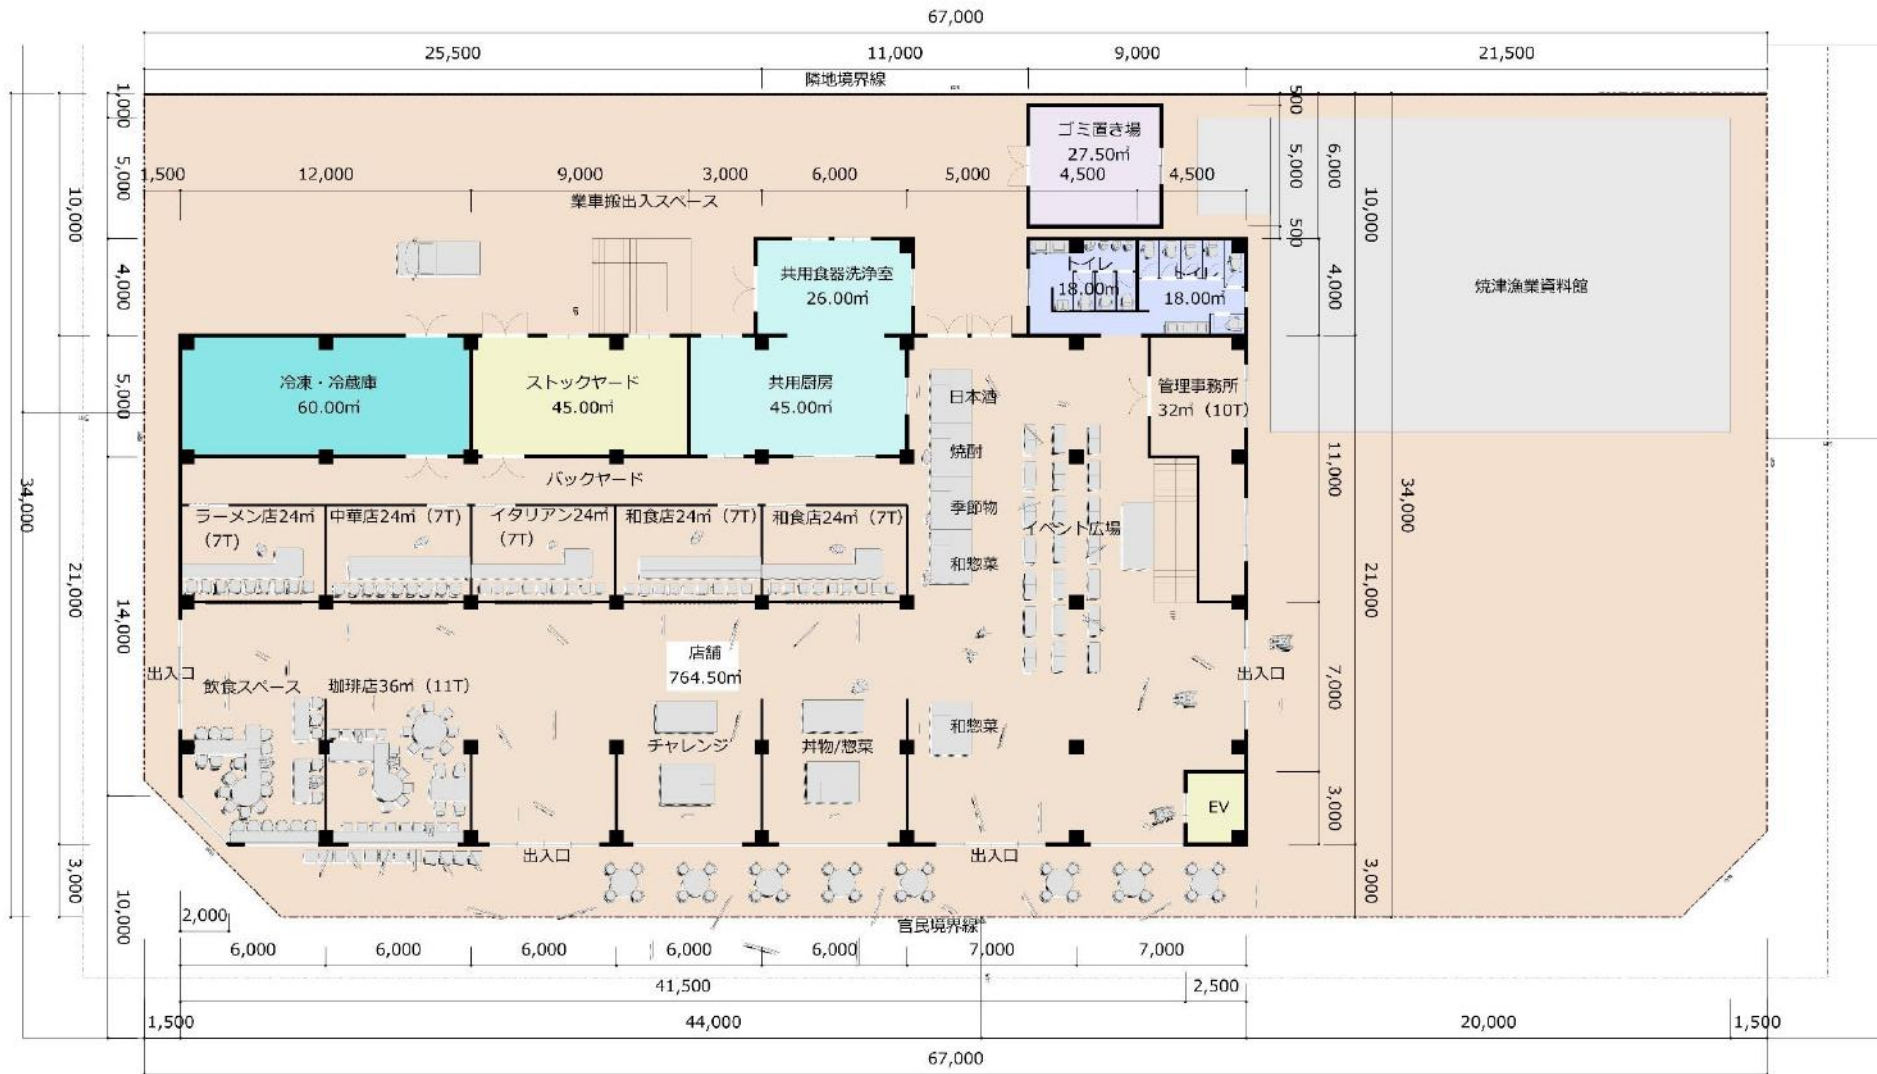 67,000
25,500
11,000
9,000
21,500
隣地境界線
1,000
5,000
10,000
4,000
5,000
34,000
21,000
14,000
3,000
10,000
1,500
12,000
9,000
3,000
6,000
5,000
4,500
4,500
業車搬出入スペース
ゴミ置き場
27.50㎡
500
5,000
500
6,000
10,000
4,000
11,000
34,000
21,000
7,000
3,000
3,000
共用食器洗浄室
26.00㎡
トイレ
18.00㎡
トイレ
18.00㎡
焼津漁業資料館
冷凍・冷蔵庫
60.00㎡
ストックヤード
45.00㎡
共用厨房
45.00㎡
日本酒
焼酎
季節物
和惣菜
管理事務所
32㎡（10T）
バックヤード
ラーメン店24㎡
（7T）
中華店24㎡（7T）
イタリアン24㎡
（7T）
和食店24㎡（7T）
和食店24㎡（7T）
イベント広場
店舗
764.50㎡
出入口
飲食スペース
珈琲店36㎡（11T）
出入口
チャレンジ
丼物/惣菜
和惣菜
EV
出入口
出入口
官民境界線
2,000
6,000
6,000
6,000
6,000
6,000
7,000
7,000
41,500
2,500
1,500
44,000
20,000
1,500
67,000